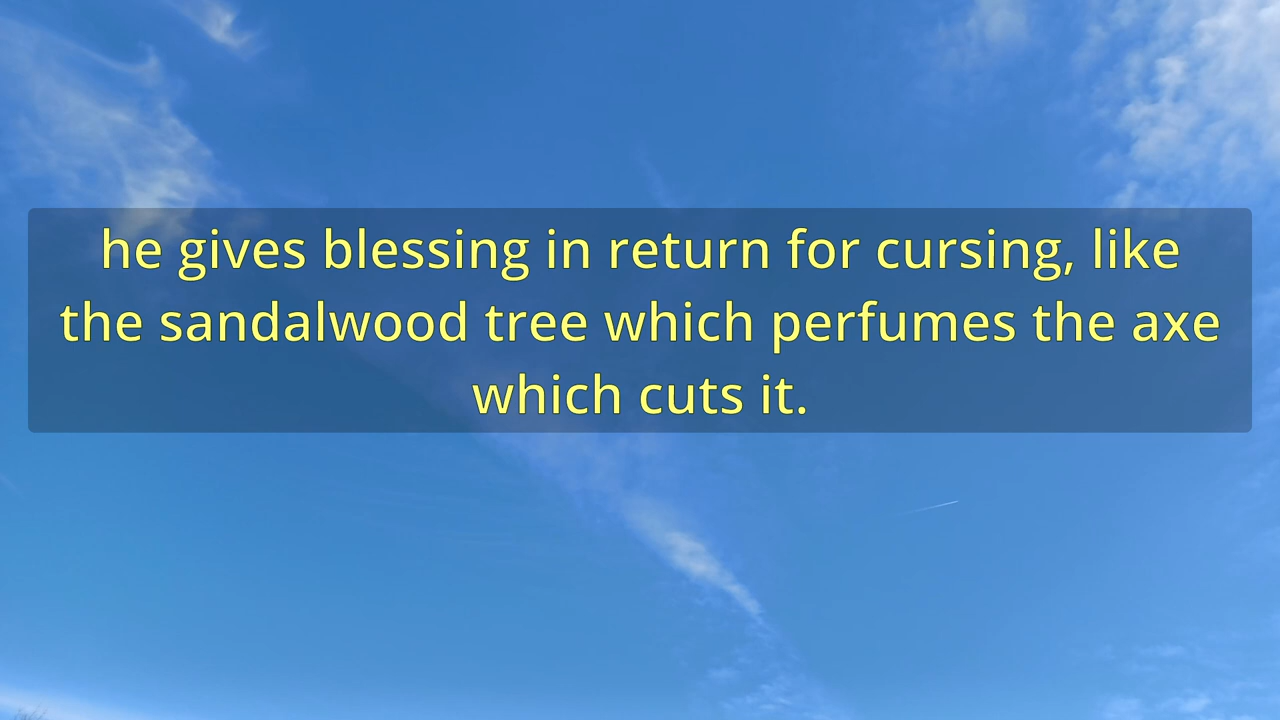 he gives blessing in return for cursing, like
the sandalwood tree which perfumes the axe
which cuts it.